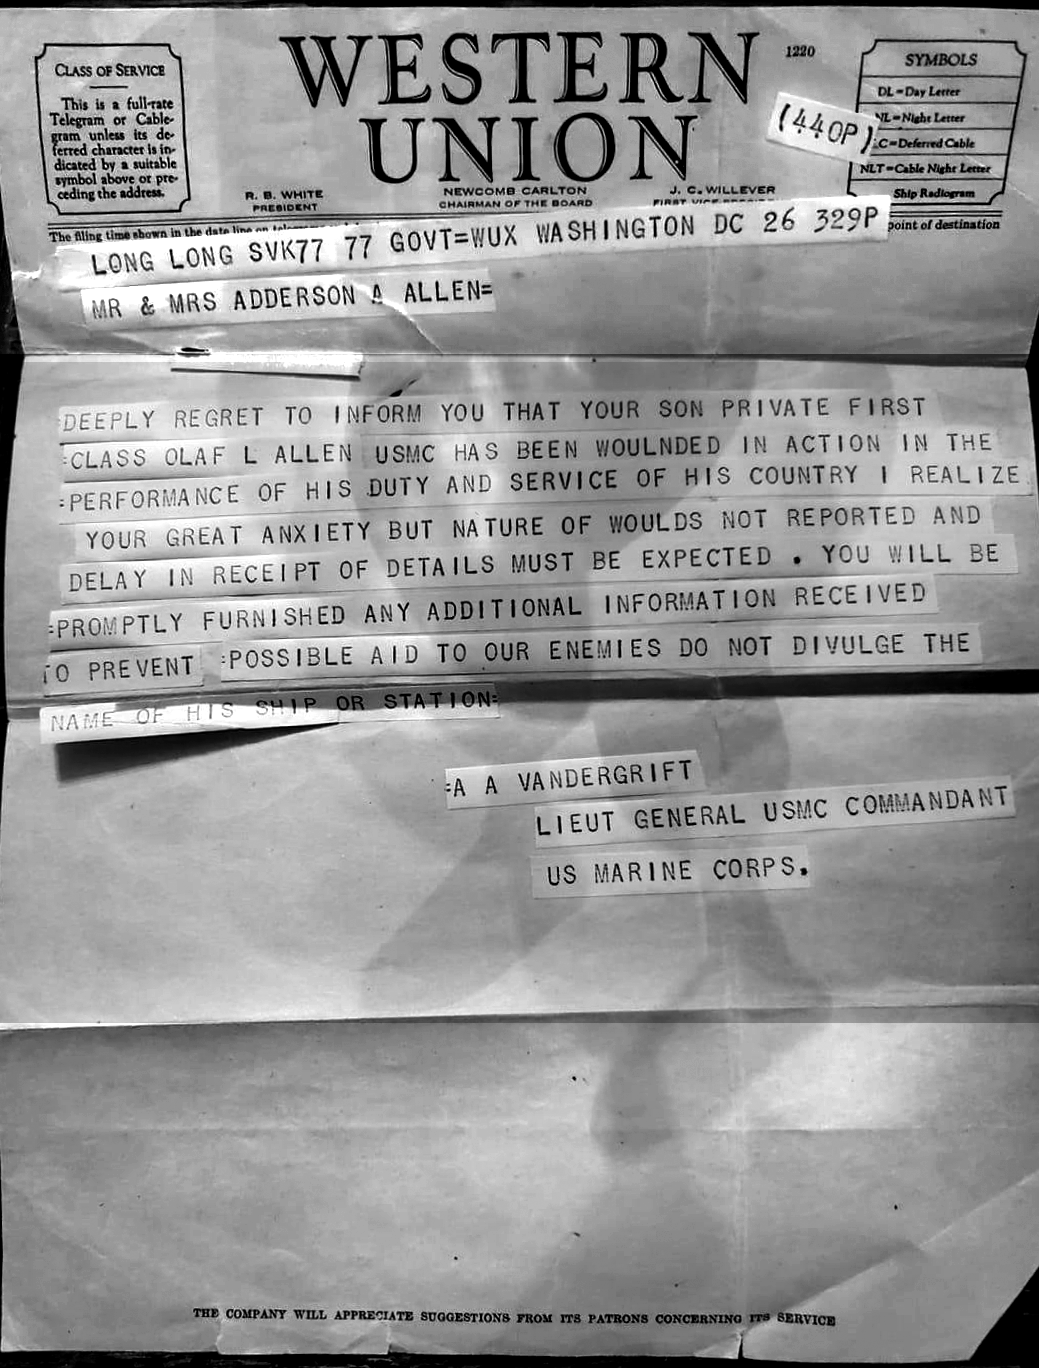 WESTERN
UNION
1220
CLASS OF SERVICE
This is a full-rate
Telegram or Cable-
gram unless its de-
ferred character is in-
dicated by a suitable
symbol above or pre-
ceding the address.
SYMBOLS
DL=Day Letter
NL=Night Letter
LC=Deferred Cable
NLT=Cable Night Letter
Ship Radiogram
(440P)
R. B. WHITE
PRESIDENT
NEWCOMB CARLTON
CHAIRMAN OF THE BOARD
J. C. WILLEVER
FIRST VICE-PRESIDENT
The filing time shown in the date line on point of destination
LONG LONG SVK77 77 GOVT=WUX WASHINGTON DC 26 329P
MR & MRS ADDERSON A ALLEN=
:DEEPLY REGRET TO INFORM YOU THAT YOUR SON PRIVATE FIRST
:CLASS OLAF L ALLEN USMC HAS BEEN WOULNDED IN ACTION IN THE
:PERFORMANCE OF HIS DUTY AND SERVICE OF HIS COUNTRY I REALIZE
YOUR GREAT ANXIETY BUT NATURE OF WOULDS NOT REPORTED AND
DELAY IN RECEIPT OF DETAILS MUST BE EXPECTED . YOU WILL BE
:PROMPTLY FURNISHED ANY ADDITIONAL INFORMATION RECEIVED
TO PREVENT :POSSIBLE AID TO OUR ENEMIES DO NOT DIVULGE THE
NAME OF HIS SHIP OR STATION=
:A A VANDERGRIFT
LIEUT GENERAL USMC COMMANDANT
US MARINE CORPS.
THE COMPANY WILL APPRECIATE SUGGESTIONS FROM ITS PATRONS CONCERNING ITS SERVICE